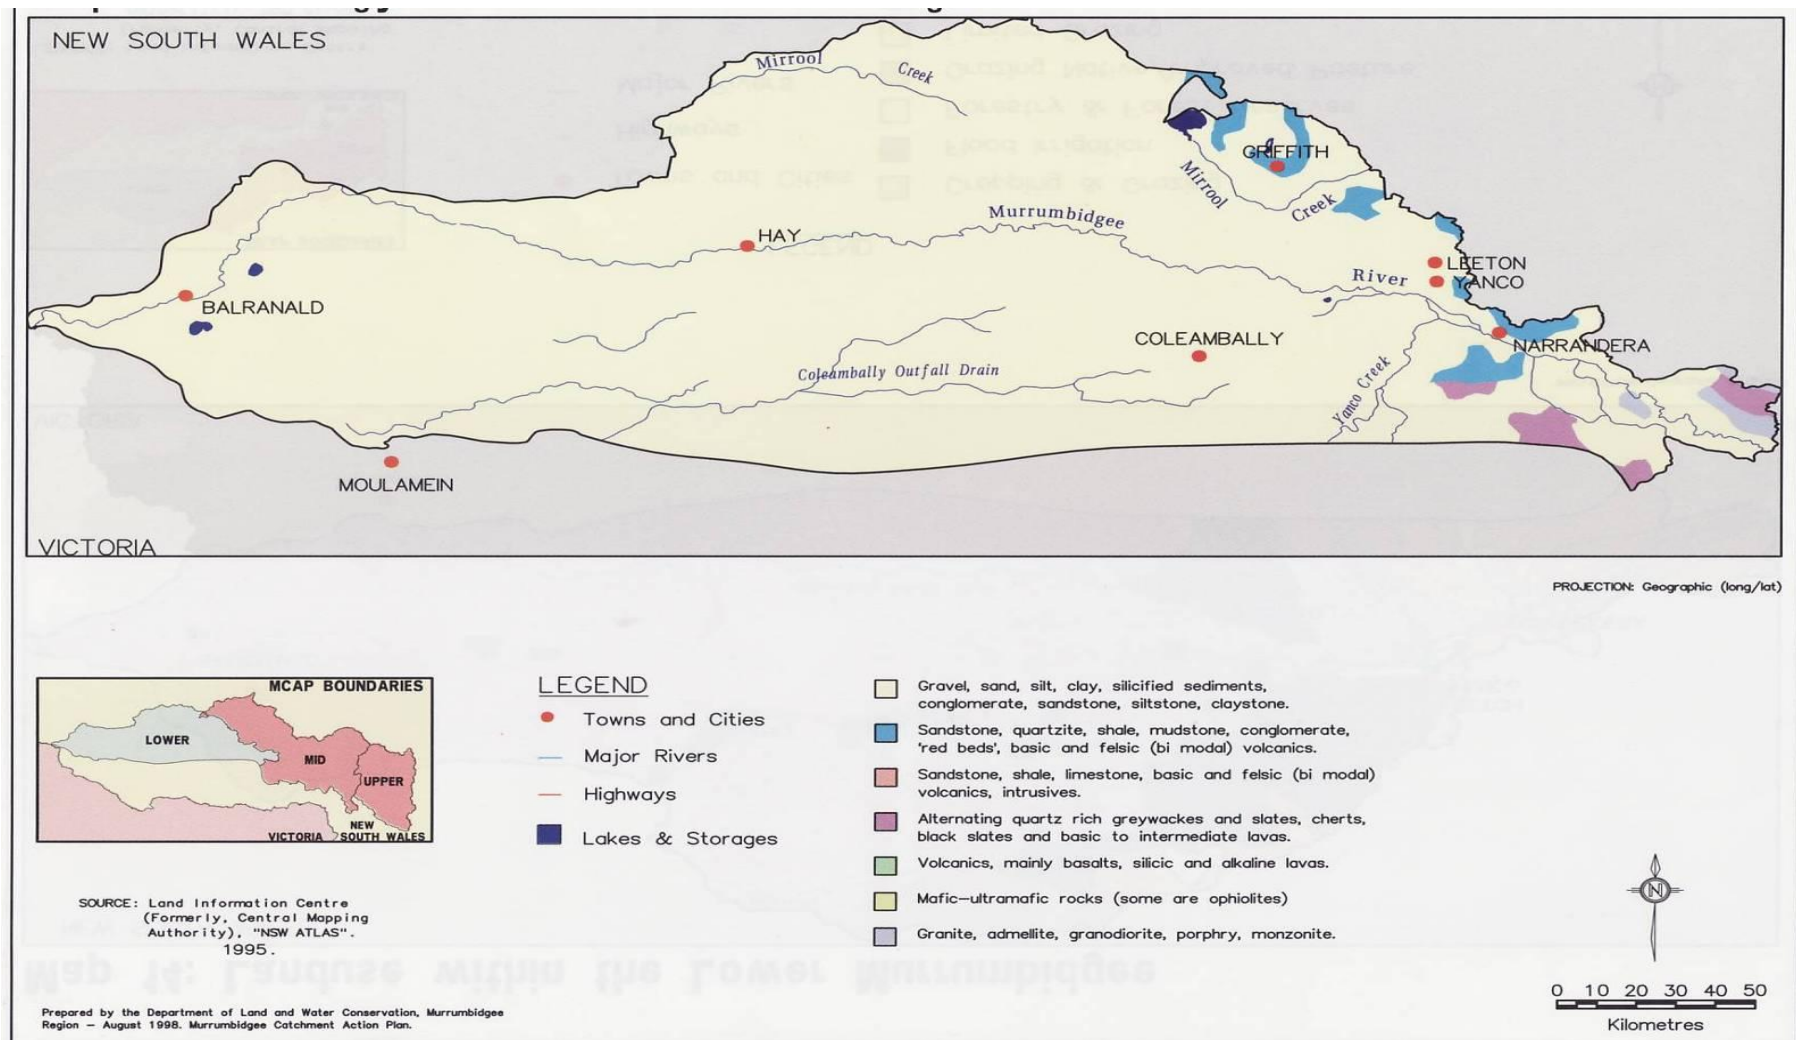 NEW SOUTH WALES
Mirrool Creek
GRIFFITH
Mirrool Creek
Murrumbidgee River
HAY
LEETON
YANCO
BALRANALD
COLEAMBALLY
NARRANDERA
Coleambally Outfall Drain
Yanco Creek
MOULAMEIN
VICTORIA
PROJECTION: Geographic (long/lat)
MCAP BOUNDARIES
LOWER
MID
UPPER
VICTORIA
NEW
SOUTH WALES
SOURCE: Land Information Centre
(Formerly, Central Mapping
Authority), "NSW ATLAS".
1995.
Prepared by the Department of Land and Water Conservation, Murrumbidgee
Region – August 1998. Murrumbidgee Catchment Action Plan.
LEGEND
Towns and Cities
Major Rivers
Highways
Lakes & Storages
Gravel, sand, silt, clay, silicified sediments,
conglomerate, sandstone, siltstone, claystone.
Sandstone, quartzite, shale, mudstone, conglomerate,
'red beds', basic and felsic (bi modal) volcanics.
Sandstone, shale, limestone, basic and felsic (bi modal)
volcanics, intrusives.
Alternating quartz rich greywackes and slates, cherts,
black slates and basic to intermediate lavas.
Volcanics, mainly basalts, silicic and alkaline lavas.
Mafic–ultramafic rocks (some are ophiolites)
Granite, admellite, granodiorite, porphry, monzonite.
N
0 10 20 30 40 50
Kilometres